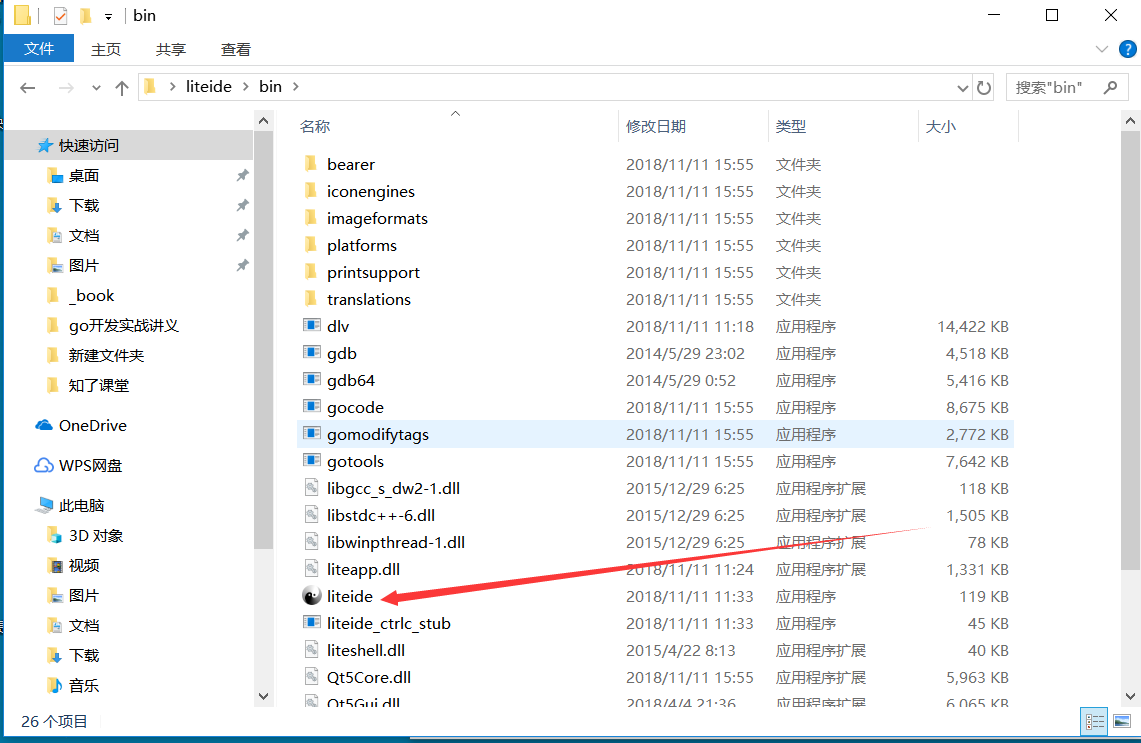 bin
文件 主页 共享 查看
liteide bin 搜索"bin"
名称 修改日期 类型 大小
快速访问
桌面
下载
文档
图片
_book
go开发实战讲义
新建文件夹
知了课堂
OneDrive
WPS网盘
此电脑
3D 对象
视频
图片
文档
下载
音乐
bearer 2018/11/11 15:55 文件夹
iconengines 2018/11/11 15:55 文件夹
imageformats 2018/11/11 15:55 文件夹
platforms 2018/11/11 15:55 文件夹
printsupport 2018/11/11 15:55 文件夹
translations 2018/11/11 15:55 文件夹
dlv 2018/11/11 11:18 应用程序 14,422 KB
gdb 2014/5/29 23:02 应用程序 4,518 KB
gdb64 2014/5/29 0:52 应用程序 5,416 KB
gocode 2018/11/11 15:55 应用程序 8,675 KB
gomodifytags 2018/11/11 15:55 应用程序 2,772 KB
gotools 2018/11/11 15:55 应用程序 7,642 KB
libgcc_s_dw2-1.dll 2015/12/29 6:25 应用程序扩展 118 KB
libstdc++-6.dll 2015/12/29 6:25 应用程序扩展 1,505 KB
libwinpthread-1.dll 2015/12/29 6:25 应用程序扩展 78 KB
liteapp.dll 2018/11/11 11:24 应用程序扩展 1,331 KB
liteide 2018/11/11 11:33 应用程序 119 KB
liteide_ctrlc_stub 2018/11/11 11:33 应用程序 45 KB
liteshell.dll 2015/4/22 8:13 应用程序扩展 40 KB
Qt5Core.dll 2018/11/11 15:55 应用程序扩展 5,963 KB
Qt5Gui.dll 2018/4/4 21:36 应用程序扩展 6,065 KB
26 个项目